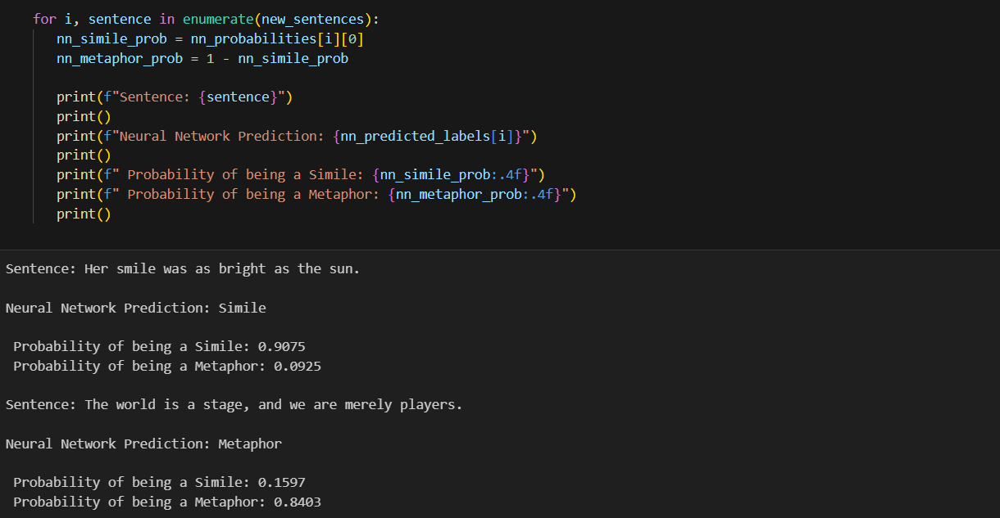 for i, sentence in enumerate(new_sentences):
nn_simile_prob = nn_probabilities[i][0]
nn_metaphor_prob = 1 - nn_simile_prob
print(f"Sentence: {sentence}")
print()
print(f"Neural Network Prediction: {nn_predicted_labels[i]}")
print()
print(f" Probability of being a Simile: {nn_simile_prob:.4f}")
print(f" Probability of being a Metaphor: {nn_metaphor_prob:.4f}")
print()
Sentence: Her smile was as bright as the sun.
Neural Network Prediction: Simile
Probability of being a Simile: 0.9075
Probability of being a Metaphor: 0.0925
Sentence: The world is a stage, and we are merely players.
Neural Network Prediction: Metaphor
Probability of being a Simile: 0.1597
Probability of being a Metaphor: 0.8403